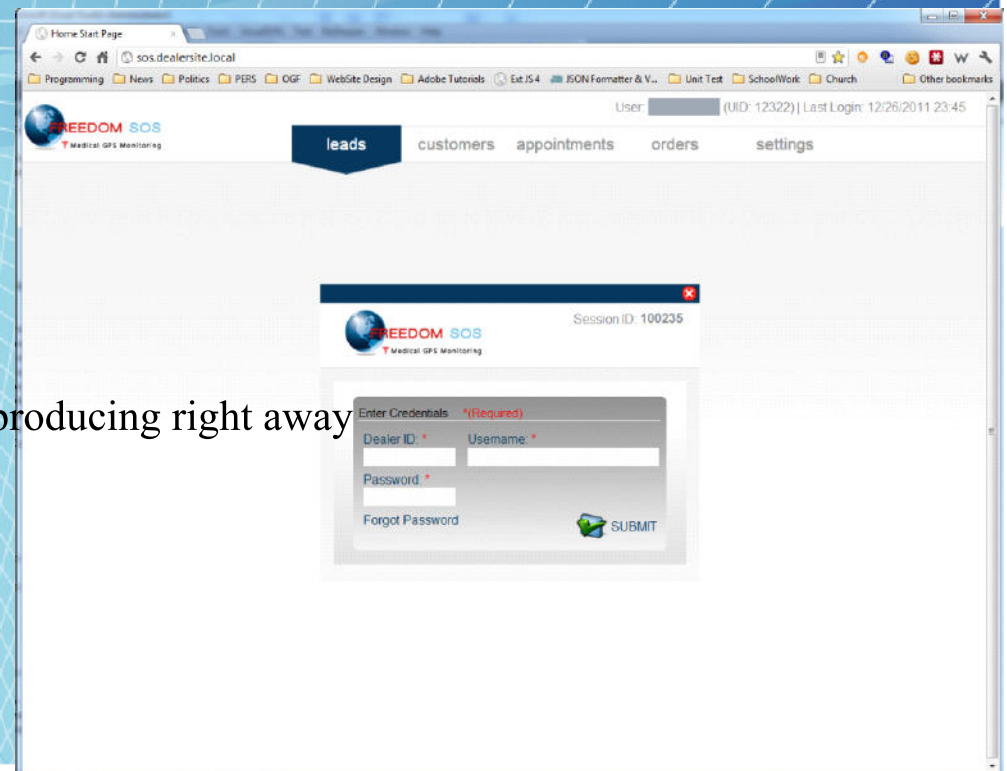 Home Start Page
sos.dealersite.local
Programming News Politics PERS OGF WebSite Design Adobe Tutorials Ext JS 4 JSON Formatter & V... Unit Test SchoolWork Church Other bookmarks
User: (UID: 12322) | Last Login: 12/26/2011 23:45
FREEDOM SOS
Medical GPS Monitoring
leads customers appointments orders settings
Session ID: 100235
FREEDOM SOS
Medical GPS Monitoring
producing right away
Enter Credentials *(Required)
Dealer ID: * Username: *
Password: *
Forgot Password
SUBMIT